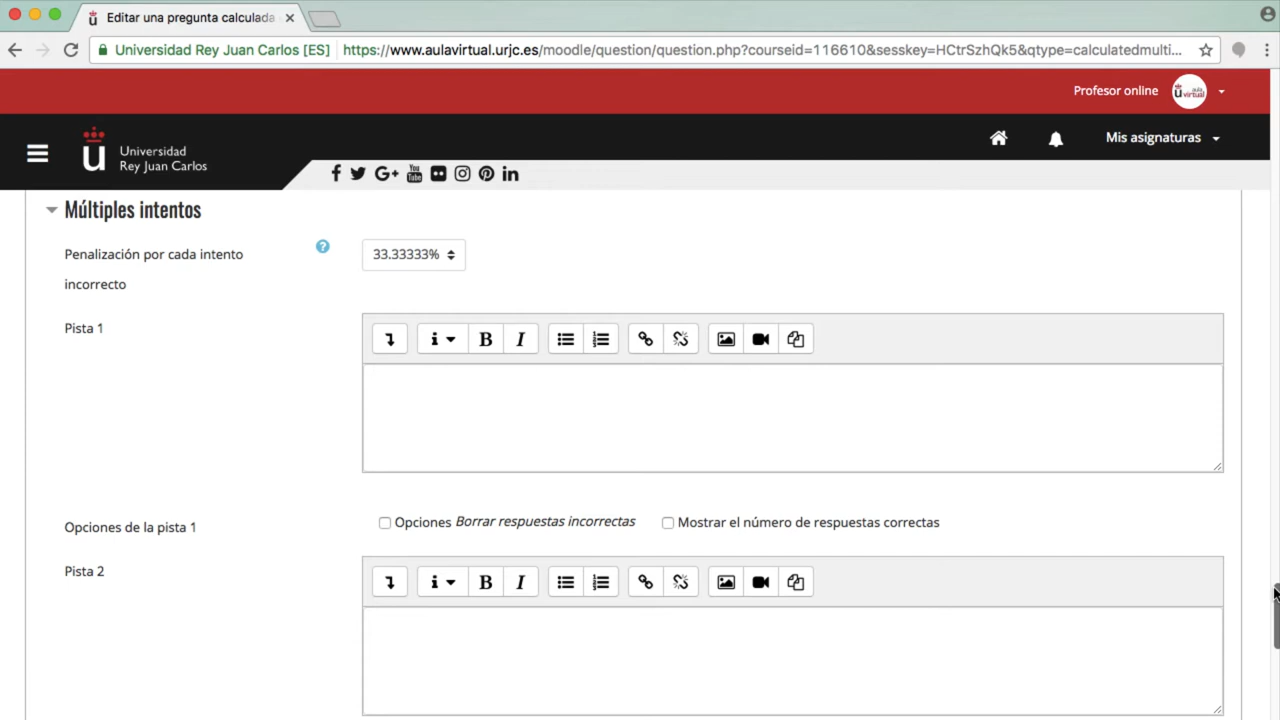 Editar una pregunta calculada
Universidad Rey Juan Carlos [ES] https://www.aulavirtual.urjc.es/moodle/question/question.php?courseid=116610&sesskey=HCtrSzhQk5&qtype=calculatedmulti...
Profesor online
Universidad
Rey Juan Carlos
Mis asignaturas
Múltiples intentos
Penalización por cada intento
incorrecto
33.33333%
Pista 1
i B I
Opciones de la pista 1
Opciones Borrar respuestas incorrectas Mostrar el número de respuestas correctas
Pista 2
i B I